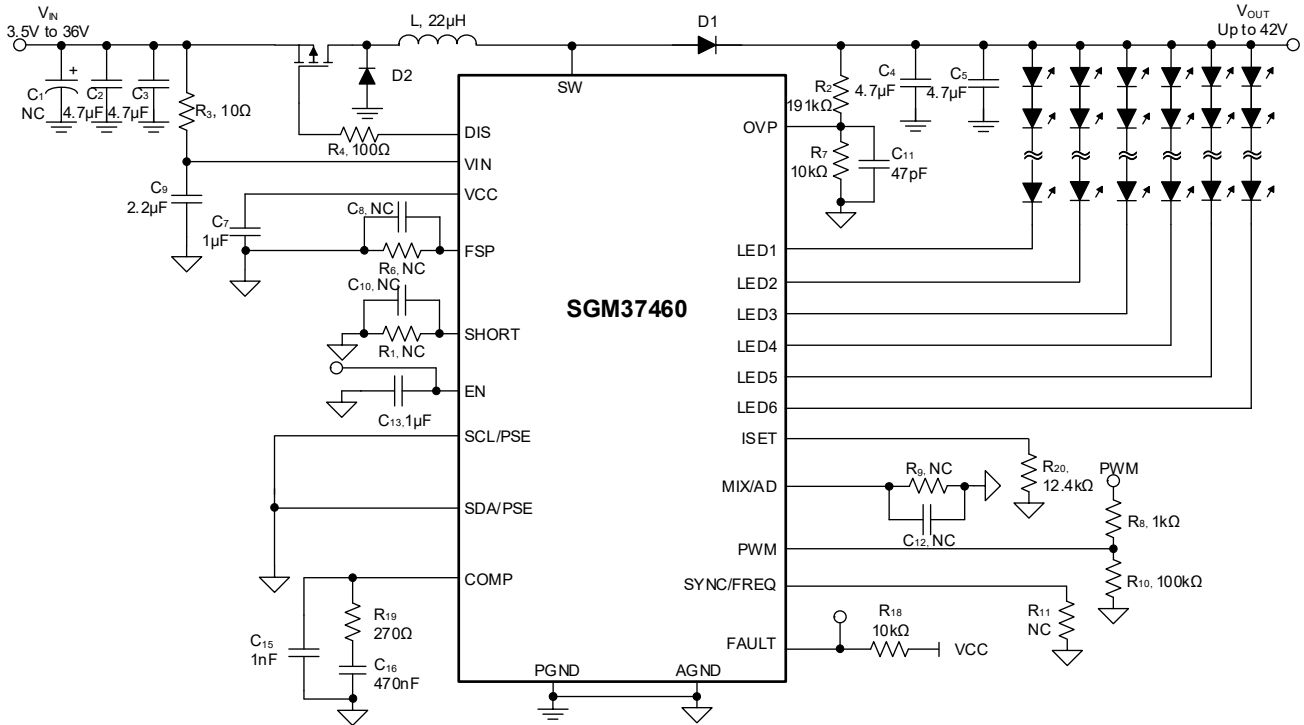 VIN
3.5V to 36V
L, 22µH
D1
VOUT
Up to 42V
C1
NC
C2
4.7µF
C3
4.7µF
R3, 10Ω
D2
SW
R2
191kΩ
C4
4.7µF
C5
4.7µF
DIS
R4, 100Ω
OVP
VIN
R7
10kΩ
C11
47pF
C9
2.2µF
VCC
C7
1µF
C8, NC
FSP
R6, NC
LED1
C10, NC
LED2
SGM37460
LED3
SHORT
R1, NC
LED4
LED5
EN
C13, 1µF
LED6
SCL/PSE
ISET
R9, NC
R20,
12.4kΩ
PWM
MIX/AD
SDA/PSE
C12, NC
R8, 1kΩ
PWM
COMP
SYNC/FREQ
R10, 100kΩ
R19
270Ω
C15
1nF
C16
470nF
R18
10kΩ
R11
NC
FAULT
VCC
PGND
AGND